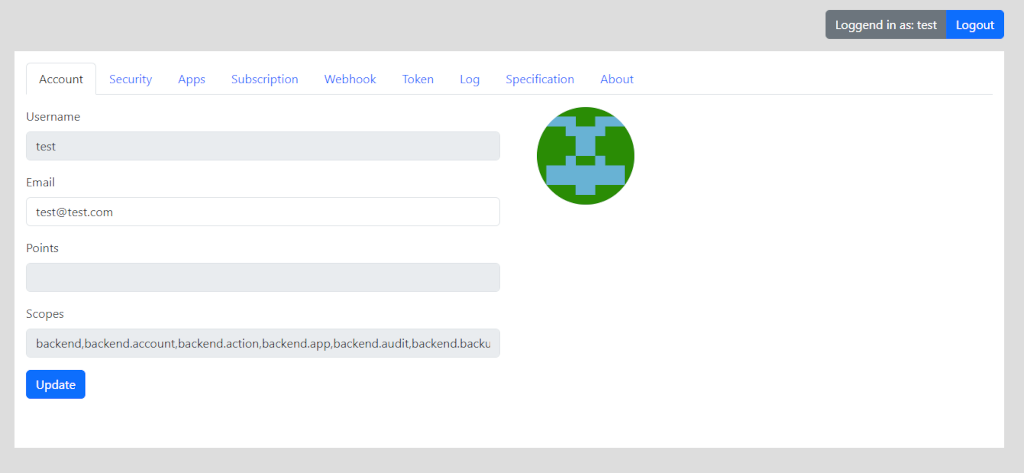 Loggend in as: test Logout
Account Security Apps Subscription Webhook Token Log Specification About
Username
test
Email
test@test.com
Points
Scopes
backend,backend.account,backend.action,backend.app,backend.audit,backend.backu
Update